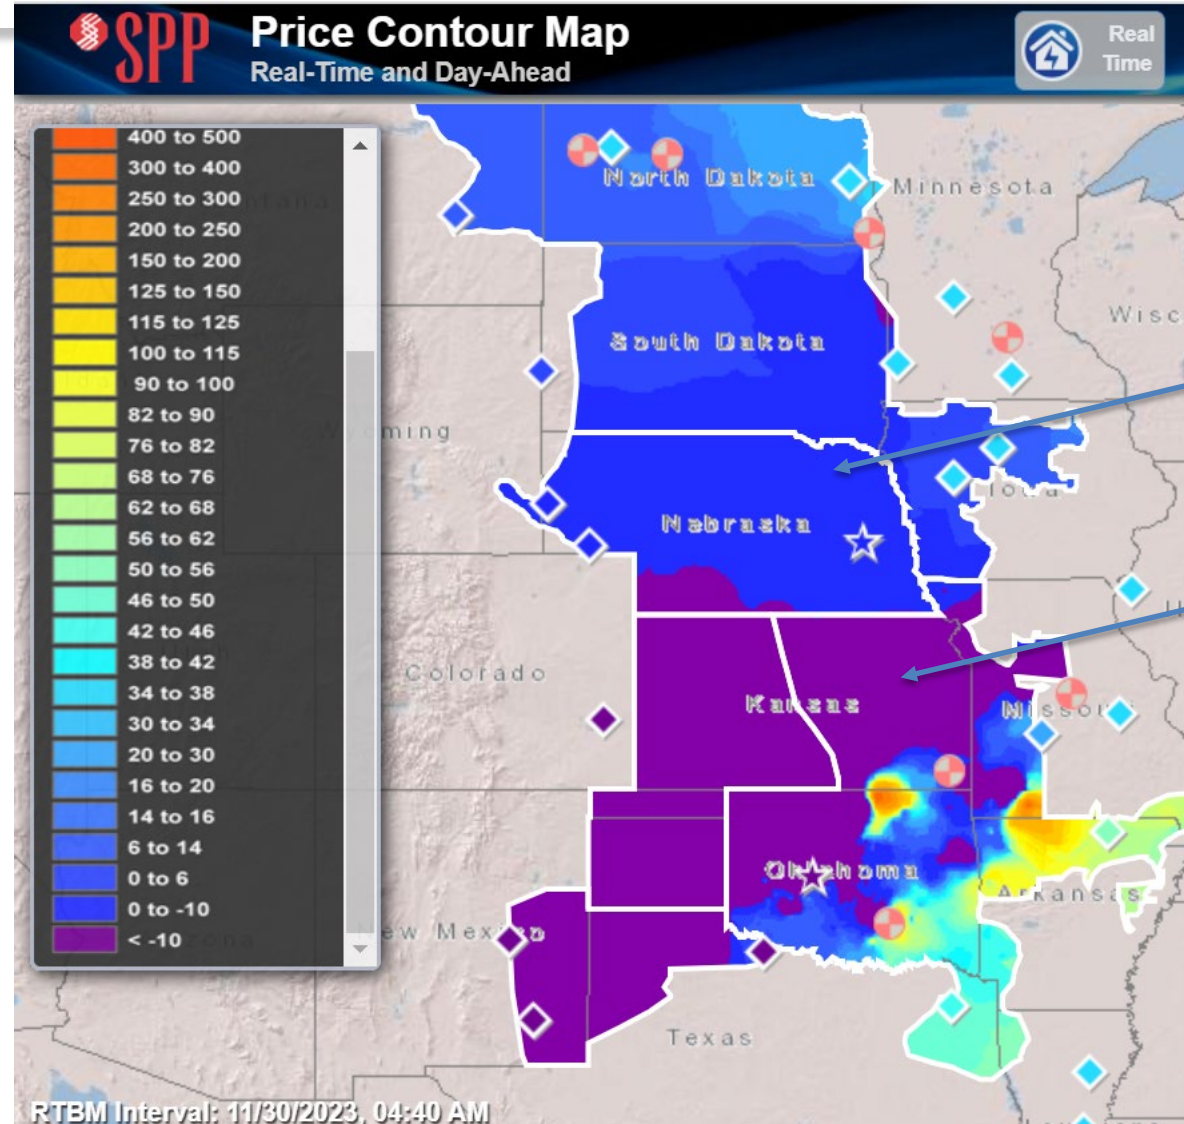 SPP
Price Contour Map
Real-Time and Day-Ahead
Real
Time
400 to 500
300 to 400
250 to 300
200 to 250
150 to 200
125 to 150
115 to 125
100 to 115
90 to 100
82 to 90
76 to 82
68 to 76
62 to 68
56 to 62
50 to 56
46 to 50
42 to 46
38 to 42
34 to 38
30 to 34
20 to 30
16 to 20
14 to 16
6 to 14
0 to 6
0 to -10
< -10
North Dakota
Minnesota
South Dakota
Wisc
Nebraska
Iowa
Colorado
Kansas
Oklahoma
Arkansas
Texas
RTBM Interval: 11/30/2023, 04:40 AM